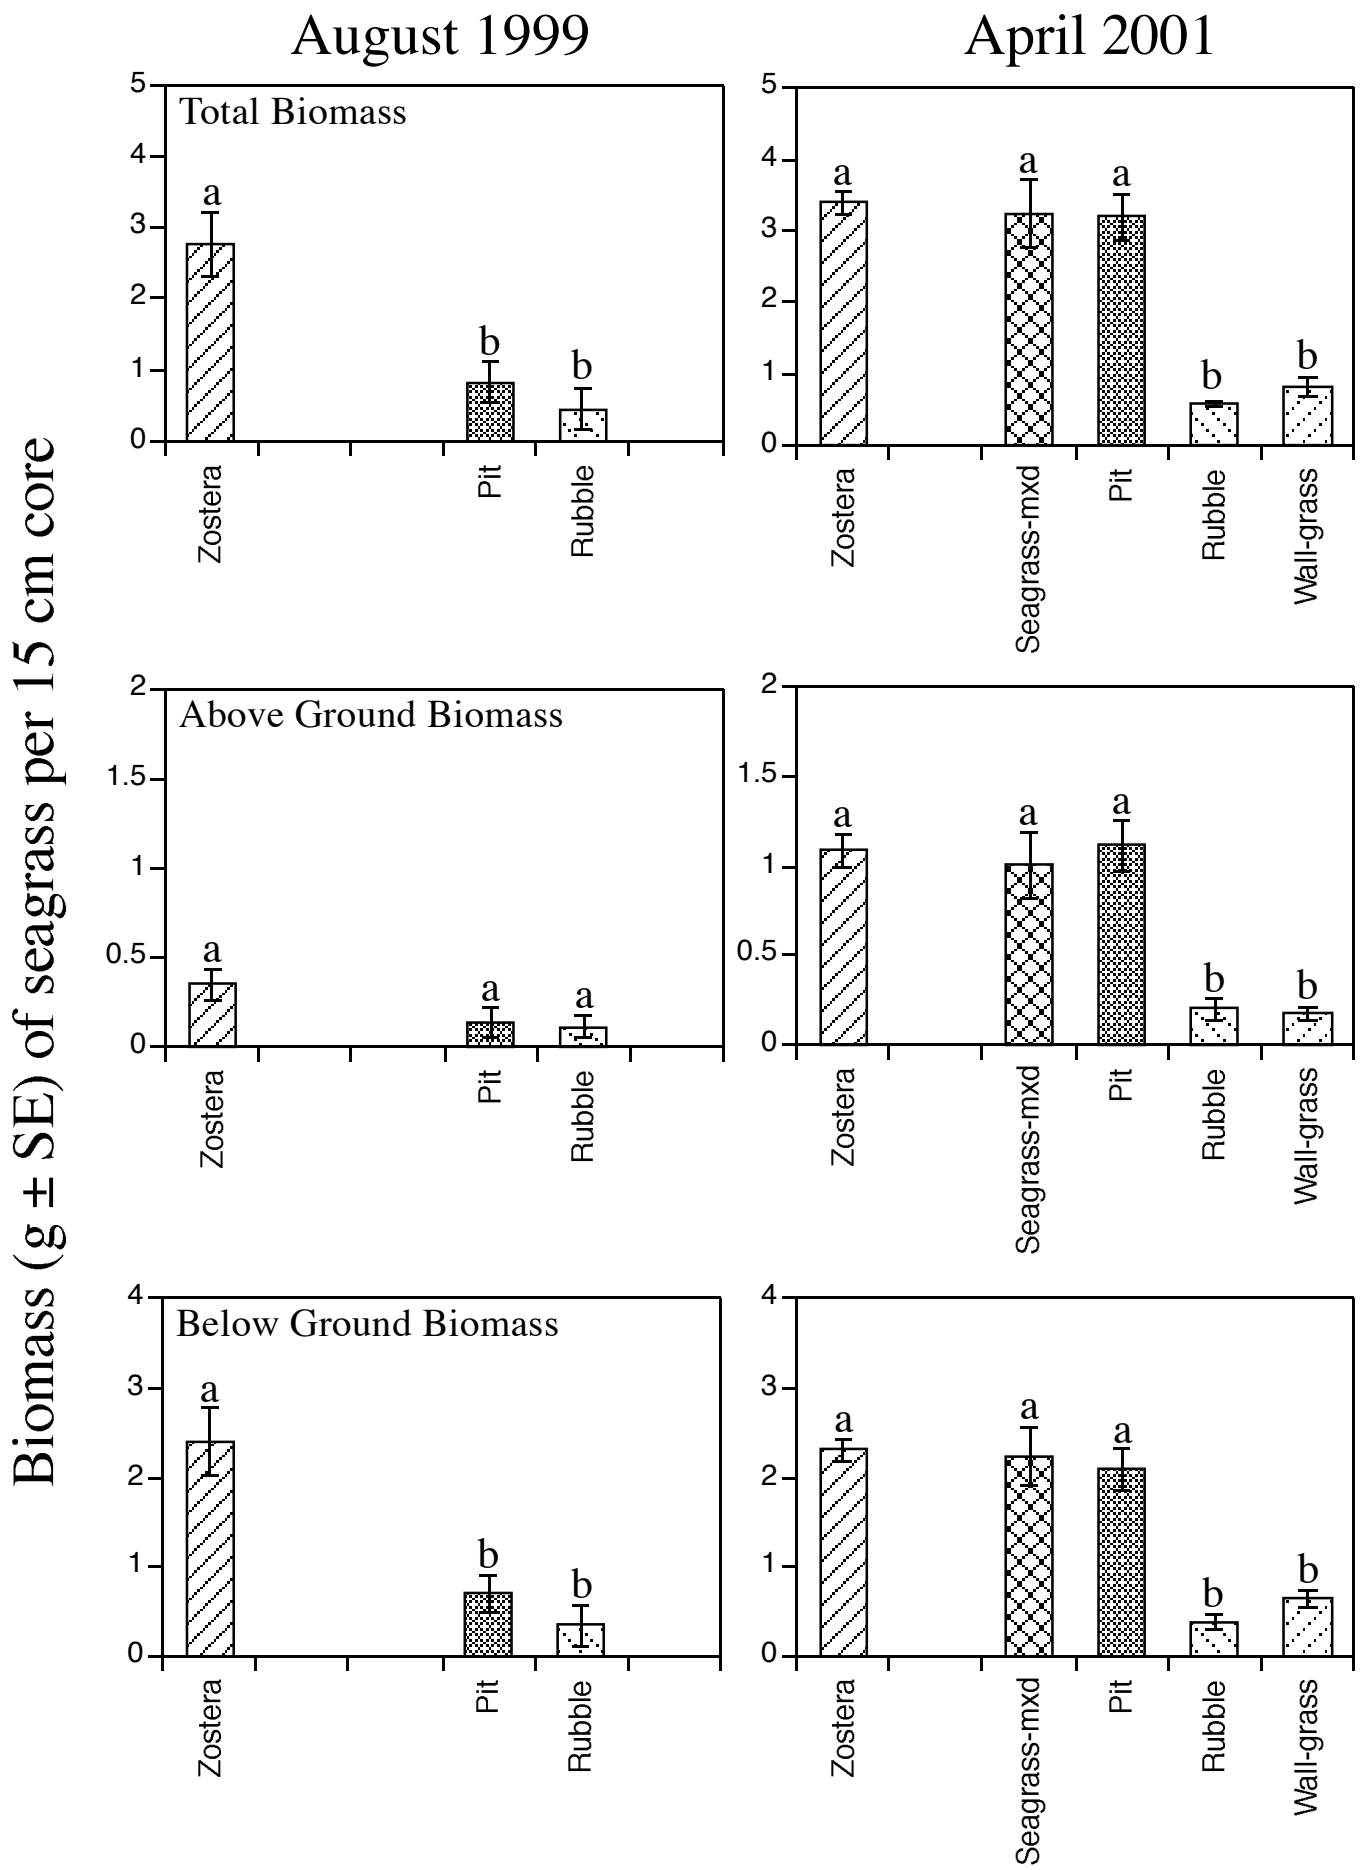 August 1999
April 2001
Biomass (g ± SE) of seagrass per 15 cm core
Total Biomass
5
4
3
2
1
0
a
b
b
Zostera
Pit
Rubble
5
4
3
2
1
0
a
a
a
b
b
Zostera
Seagrass-mxd
Pit
Rubble
Wall-grass
Above Ground Biomass
2
1.5
1
0.5
0
a
a
a
Zostera
Pit
Rubble
2
1.5
1
0.5
0
a
a
a
b
b
Zostera
Seagrass-mxd
Pit
Rubble
Wall-grass
Below Ground Biomass
4
3
2
1
0
a
b
b
Zostera
Pit
Rubble
4
3
2
1
0
a
a
a
b
b
Zostera
Seagrass-mxd
Pit
Rubble
Wall-grass